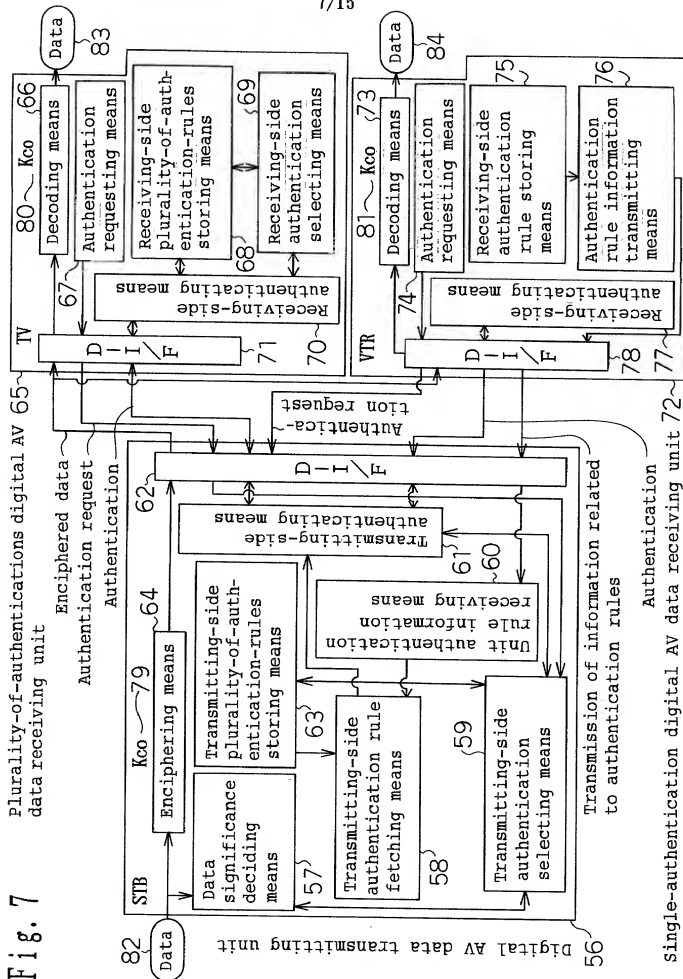 7/15
Fig. 7
Plurality-of-authentications digital AV
data receiving unit
65
Enciphered data
Authentication request
Authentication
TV
80
Kco
66
Decoding means
Data
83
67
Authentication
requesting means
Receiving-side
plurality-of-auth-
entication-rules
storing means
68
69
Receiving-side
authentication
selecting means
Receiving-side
authenticating means
70
D-I/F
71
82
Data
STB
Kco
79
64
Enciphering means
Data
significance
deciding
means
57
Transmitting-side
plurality-of-auth-
entication-rules
storing means
63
62
D-I/F
Transmitting-side
authenticating means
61
60
Unit authentication
rule information
receiving means
Transmitting-side
authentication rule
fetching means
58
59
Transmitting-side
authentication
selecting means
Digital AV data transmitting unit
56
Authentica-
tion request
VTR
81
Kco
73
Decoding means
Data
84
74
Authentication
requesting means
75
Receiving-side
authentication
rule storing
means
76
Authentication
rule information
transmitting
means
Receiving-side
authenticating means
77
D-I/F
78
72
Authentication
Transmission of information related
to authentication rules
Single-authentication digital AV data receiving unit